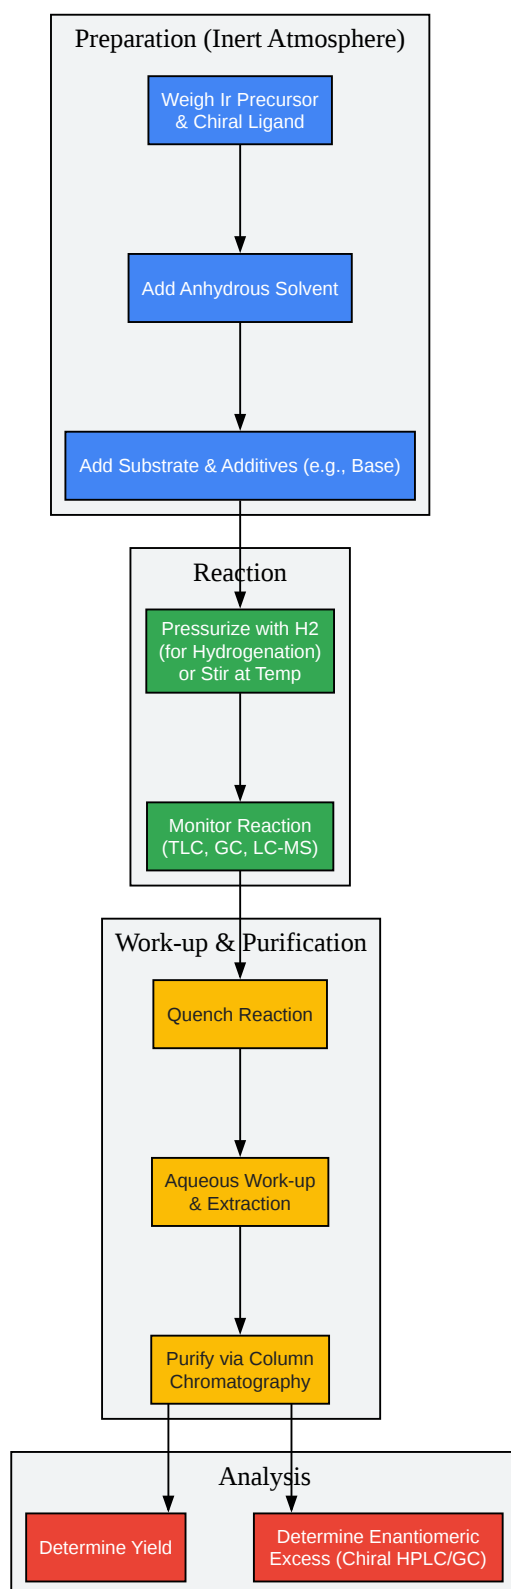 Preparation (Inert Atmosphere)
Weigh Ir Precursor
& Chiral Ligand
Add Anhydrous Solvent
Add Substrate & Additives (e.g., Base)
Reaction
Pressurize with H2
(for Hydrogenation)
or Stir at Temp
Monitor Reaction
(TLC, GC, LC-MS)
Work-up & Purification
Quench Reaction
Aqueous Work-up
& Extraction
Purify via Column
Chromatography
Analysis
Determine Yield
Determine Enantiomeric
Excess (Chiral HPLC/GC)